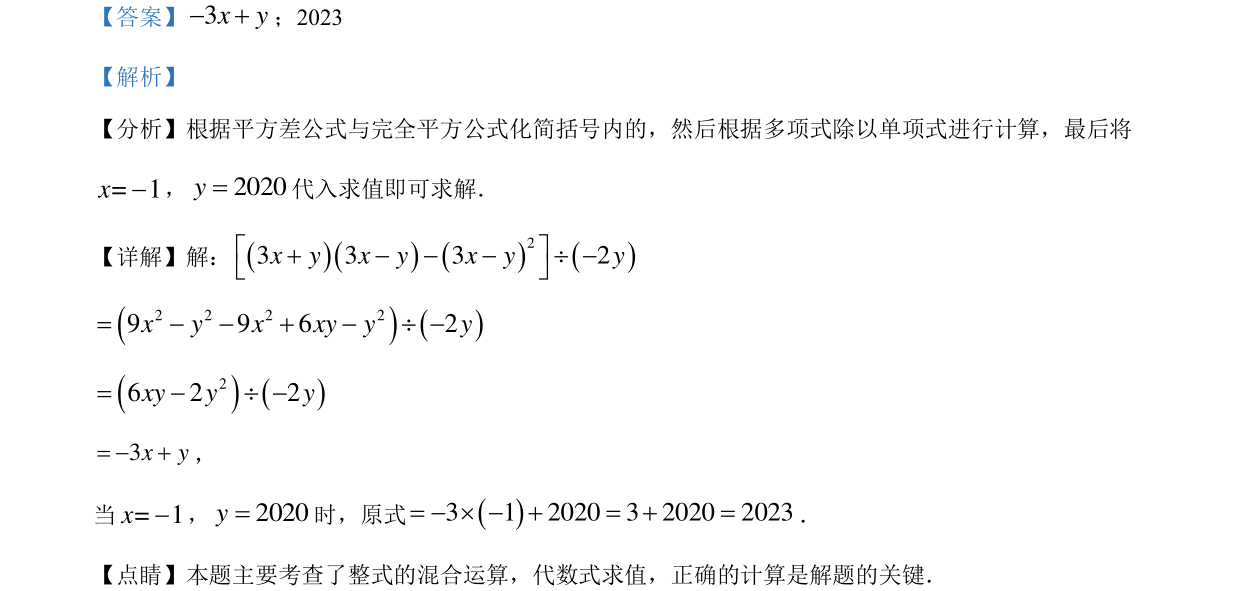 【答案】−3x + y；2023
【解析】
【分析】根据平方差公式与完全平方公式化简括号内的，然后根据多项式除以单项式进行计算，最后将
x= −1，y = 2020 代入求值即可求解．
【详解】解：[(3x + y)(3x − y) − (3x − y)²] ÷ (−2y)
= (9x² − y² − 9x² + 6xy − y²) ÷ (−2y)
= (6xy − 2y²) ÷ (−2y)
= −3x + y，
当 x= −1，y = 2020 时，原式 = −3×(−1) + 2020 = 3 + 2020 = 2023．
【点睛】本题主要考查了整式的混合运算，代数式求值，正确的计算是解题的关键．